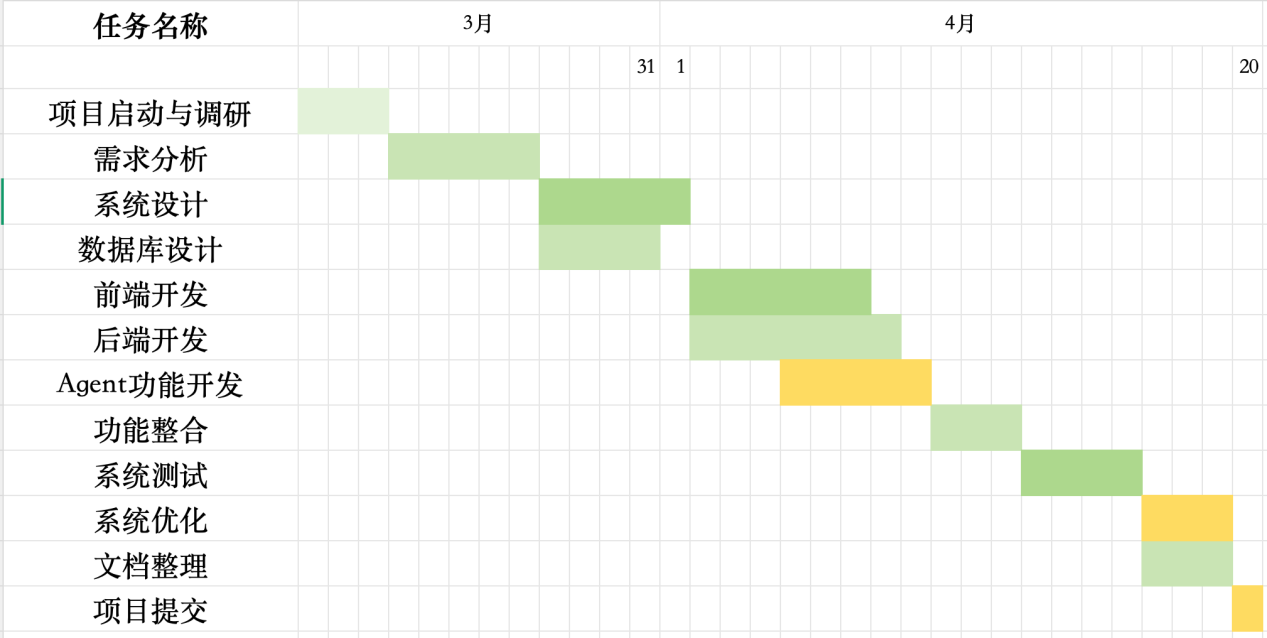 任务名称 3月 4月
31 1 20
项目启动与调研
需求分析
系统设计
数据库设计
前端开发
后端开发
Agent功能开发
功能整合
系统测试
系统优化
文档整理
项目提交